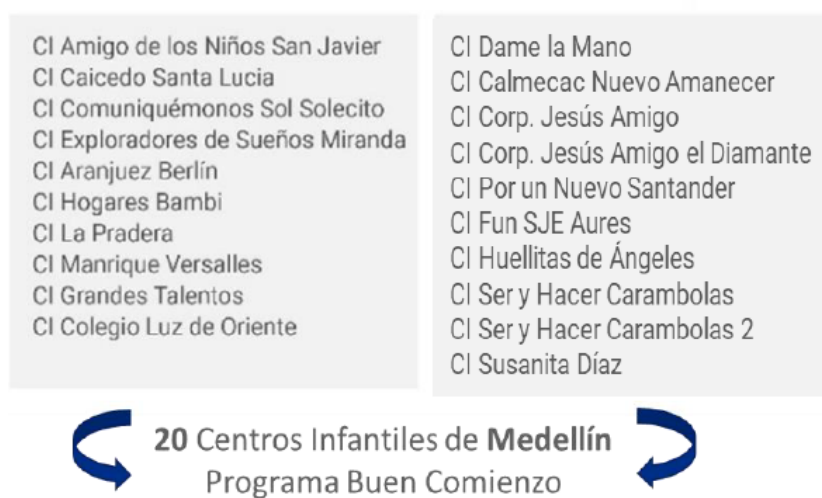 CI Amigo de los Niños San Javier
CI Caicedo Santa Lucia
CI Comuniquémonos Sol Solecito
CI Exploradores de Sueños Miranda
CI Aranjuez Berlín
CI Hogares Bambi
CI La Pradera
CI Manrique Versalles
CI Grandes Talentos
CI Colegio Luz de Oriente
CI Dame la Mano
CI Calmecac Nuevo Amanecer
CI Corp. Jesús Amigo
CI Corp. Jesús Amigo el Diamante
CI Por un Nuevo Santander
CI Fun SJE Aures
CI Huellitas de Ángeles
CI Ser y Hacer Carambolas
CI Ser y Hacer Carambolas 2
CI Susanita Díaz
20 Centros Infantiles de Medellín
Programa Buen Comienzo